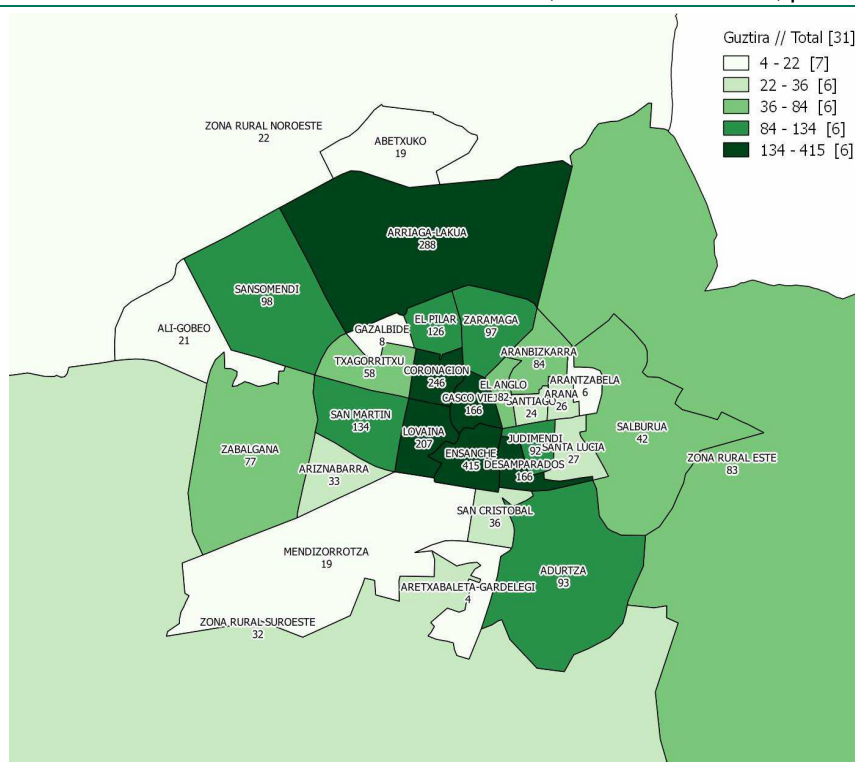 Guztira // Total [31]
4 - 22 [7]
22 - 36 [6]
36 - 84 [6]
84 - 134 [6]
134 - 415 [6]
ZONA RURAL NOROESTE
22
ABETXUKO
19
ARRIAGA-LAKUA
288
SANSOMENDI
98
ALI-GOBEO
21
GAZALBIDE
8
EL PILAR
126
ZARAMAGA
97
TXAGORRITXU
58
CORONACION
246
ARANBIZKARRA
84
EL ANGLO
82
ARANTZABELA
6
ARANA
26
CASCO VIEJ
166
SANTIAGO
24
SAN MARTIN
134
LOVAINA
207
ZABALGANA
77
ARIZNABARRA
33
ENSANCHE
415
JUDIMENDI
92
DESAMPARADOS
166
SANTA LUCIA
27
SALBURUA
42
ZONA RURAL ESTE
83
SAN CRISTOBAL
36
MENDIZORROTZA
19
ADURTZA
93
ARETXABALETA-GARDELEGI
4
ZONA RURAL-SUROESTE
32